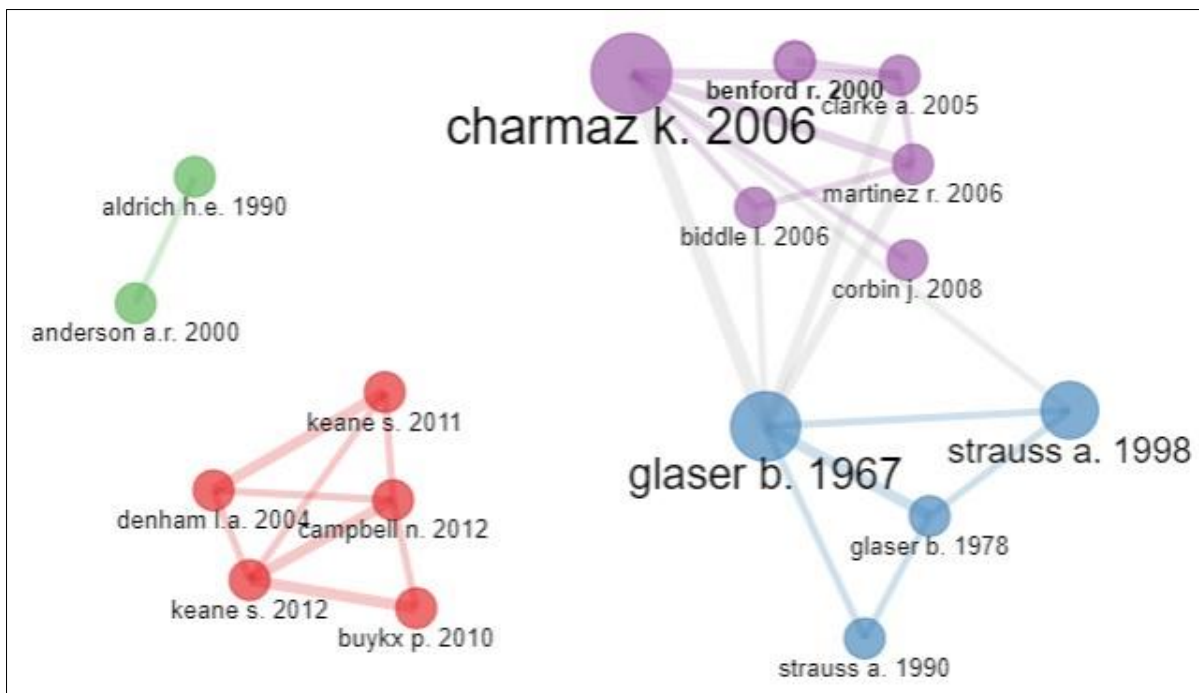 benford r. 2000
clarke a. 2005
charmaz k. 2006
martinez r. 2006
aldrich h.e. 1990
biddle l. 2006
corbin j. 2008
anderson a.r. 2000
keane s. 2011
strauss a. 1998
glaser b. 1967
denham l.a. 2004
campbell n. 2012
glaser b. 1978
keane s. 2012
buykx p. 2010
strauss a. 1990